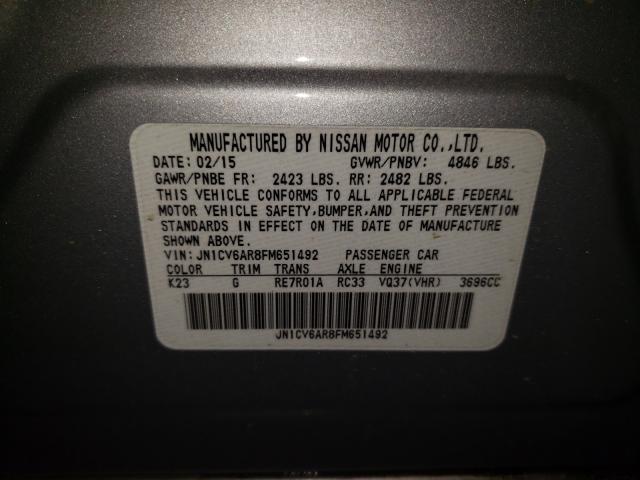 MANUFACTURED BY NISSAN MOTOR CO.,LTD.
DATE: 02/15 GVWR/PNBV: 4846 LBS.
GAWR/PNBE FR: 2423 LBS. RR: 2482 LBS.
THIS VEHICLE CONFORMS TO ALL APPLICABLE FEDERAL
MOTOR VEHICLE SAFETY,BUMPER,AND THEFT PREVENTION
STANDARDS IN EFFECT ON THE DATE OF MANUFACTURE
SHOWN ABOVE.
VIN: JN1CV6AR8FM651492 PASSENGER CAR
COLOR TRIM TRANS AXLE ENGINE
K23 G RE7R01A RC33 VQ37(VHR) 3696CC
JN1CV6AR8FM651492